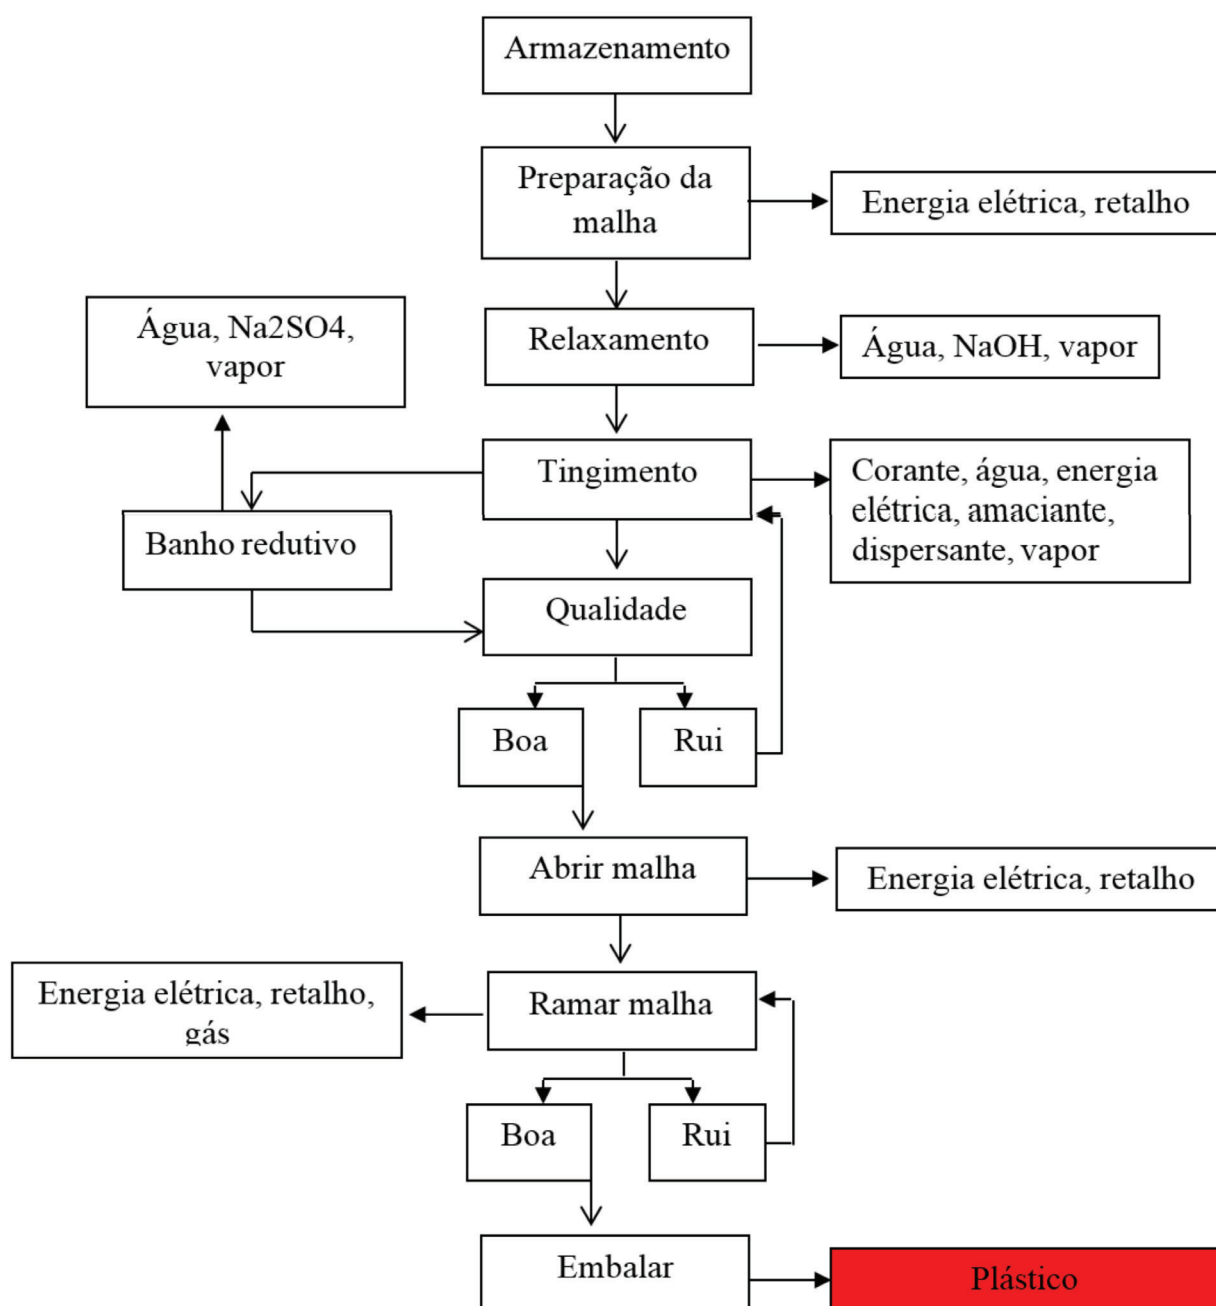 Armazenamento
Preparação da
malha
Energia elétrica, retalho
Água, Na2SO4,
vapor
Relaxamento
Água, NaOH, vapor
Tingimento
Corante, água, energia
elétrica, amaciante,
dispersante, vapor
Banho redutivo
Qualidade
Boa
Rui
Abrir malha
Energia elétrica, retalho
Energia elétrica, retalho,
gás
Ramar malha
Boa
Rui
Embalar
Plástico